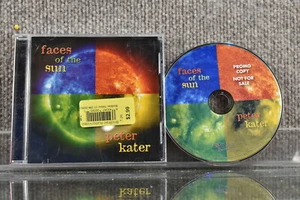 faces
of the
sun
$2.99
peter
kater
faces
of the
sun
PROMO
COPY
NOT FOR
SALE
peter
kater